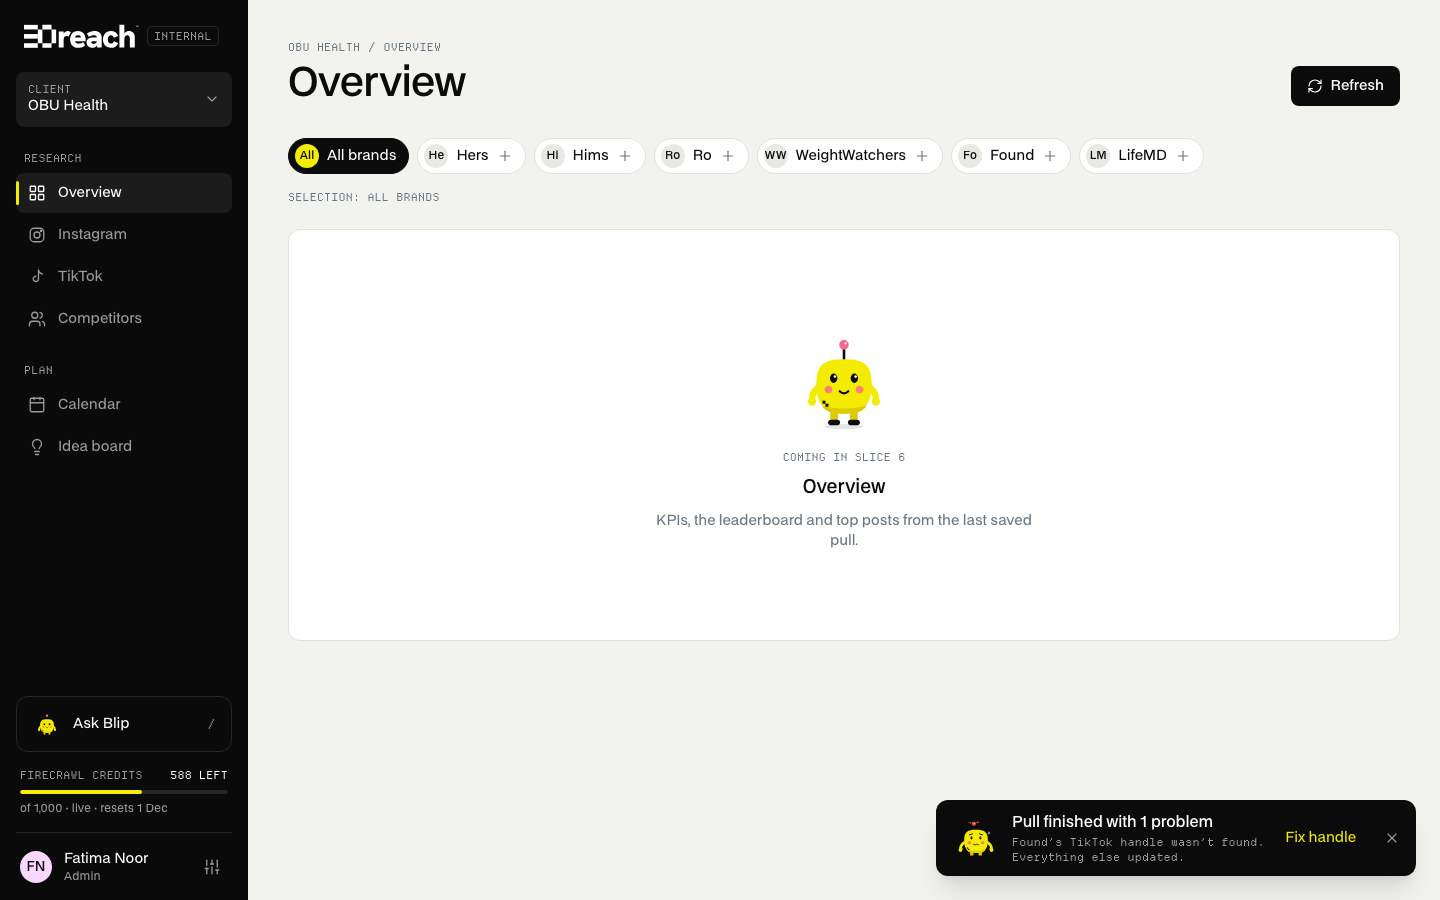 reach
INTERNAL
CLIENT
OBU Health
RESEARCH
Overview
Instagram
TikTok
Competitors
PLAN
Calendar
Idea board
Ask Blip /
FIRECRAWL CREDITS 588 LEFT
of 1,000 · live · resets 1 Dec
FN
Fatima Noor
Admin
OBU HEALTH / OVERVIEW
Overview
Refresh
All All brands
He Hers +
HI Hims +
Ro Ro +
WW WeightWatchers +
Fo Found +
LM LifeMD +
SELECTION: ALL BRANDS
COMING IN SLICE 6
Overview
KPIs, the leaderboard and top posts from the last saved
pull.
Pull finished with 1 problem
Found's TikTok handle wasn't found.
Everything else updated.
Fix handle